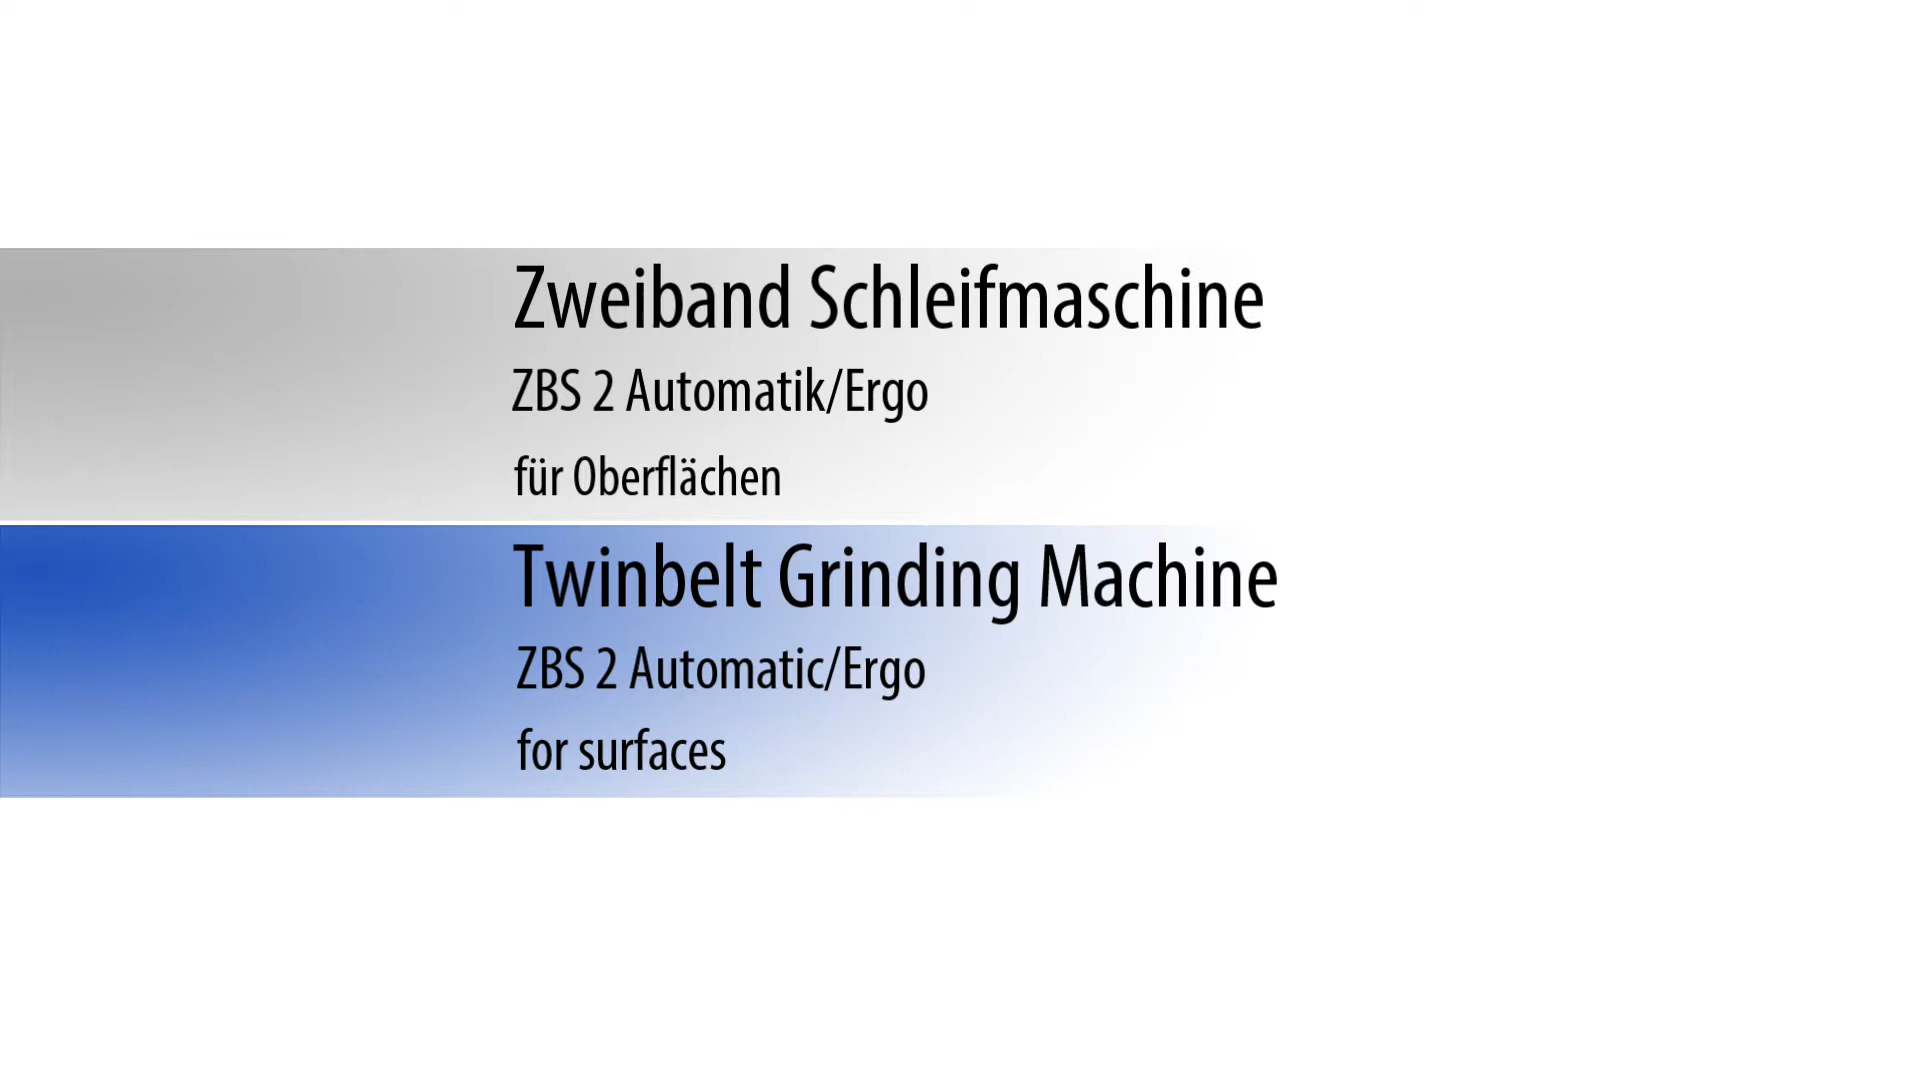 Zweiband Schleifmaschine
ZBS 2 Automatik/Ergo
für Oberflächen
Twinbelt Grinding Machine
ZBS 2 Automatic/Ergo
for surfaces